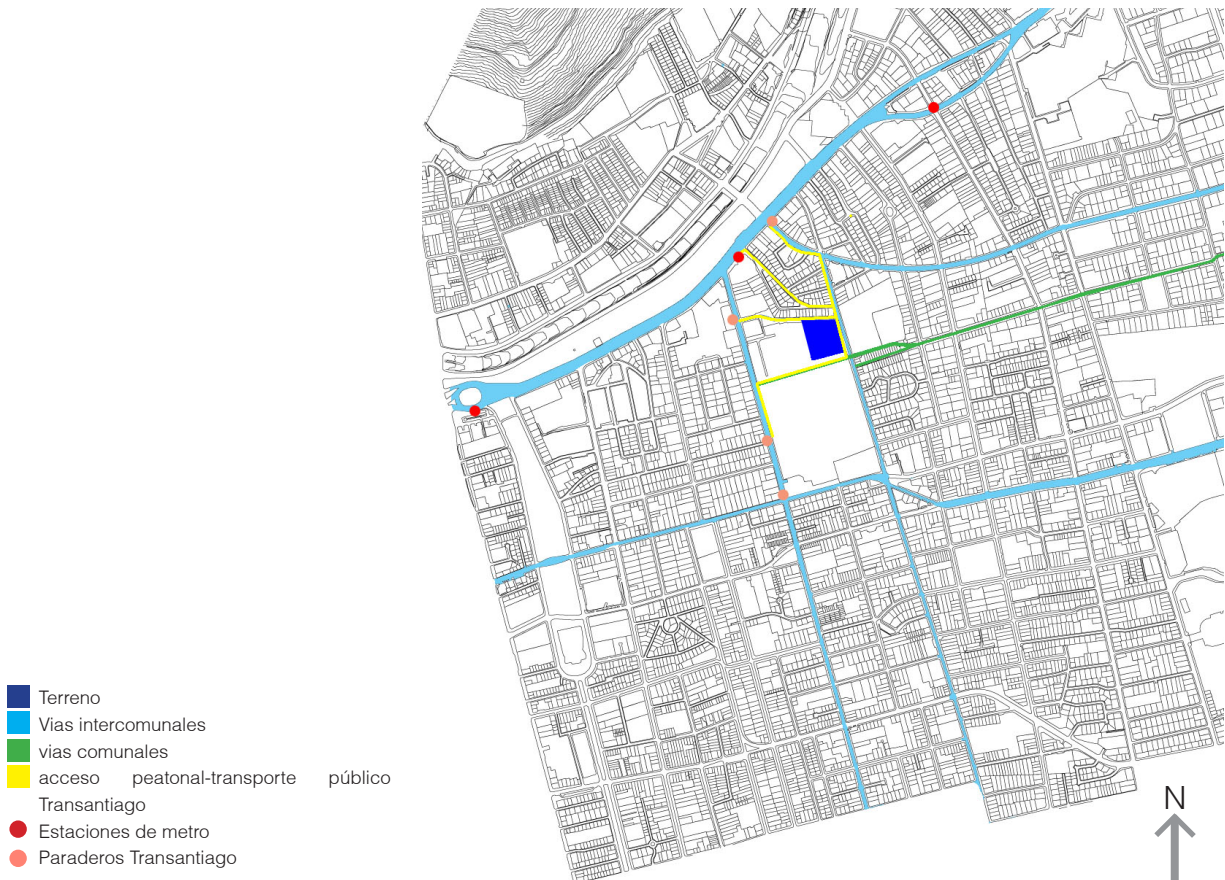 Terreno
Vias intercomunales
vias comunales
acceso peatonal-transporte público
Transantiago
Estaciones de metro
Paraderos Transantiago
N